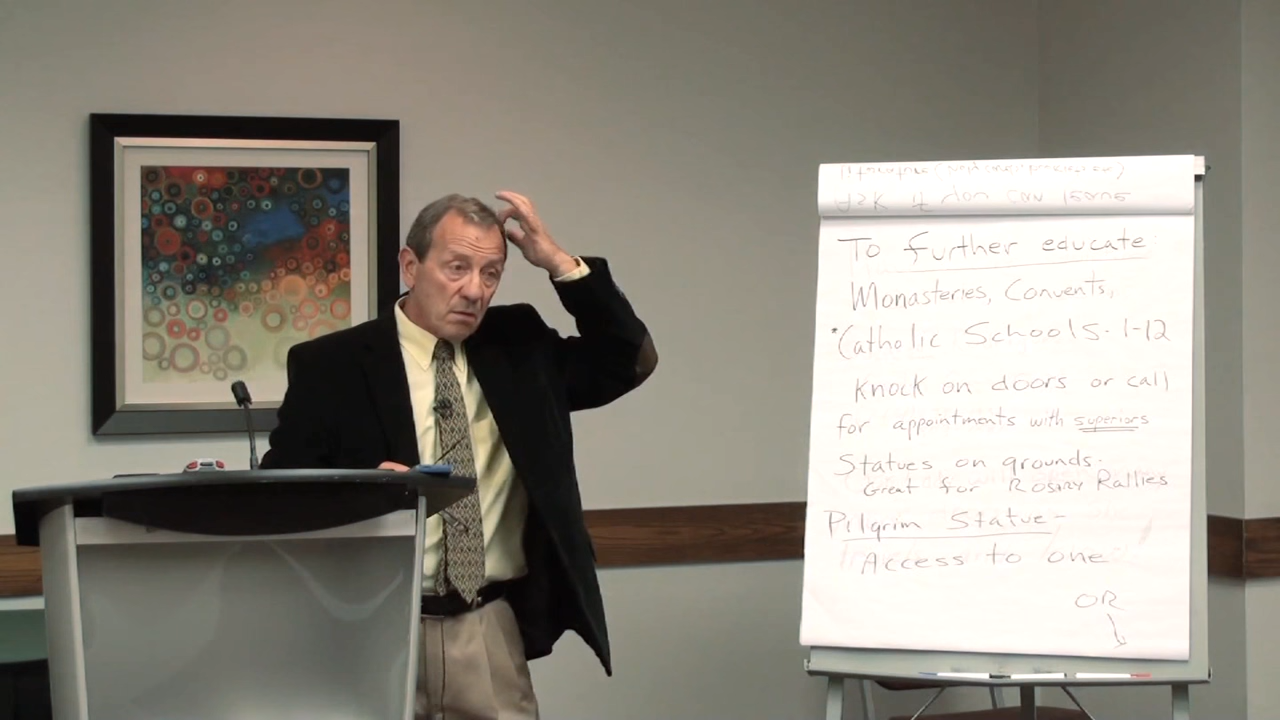 To further educate
Monasteries, Convents,
*Catholic Schools- 1-12
Knock on doors or call
for appointments with superiors
Statues on grounds.
Great for Rosary Rallies
Pilgrim Statue-
Access to one
OR